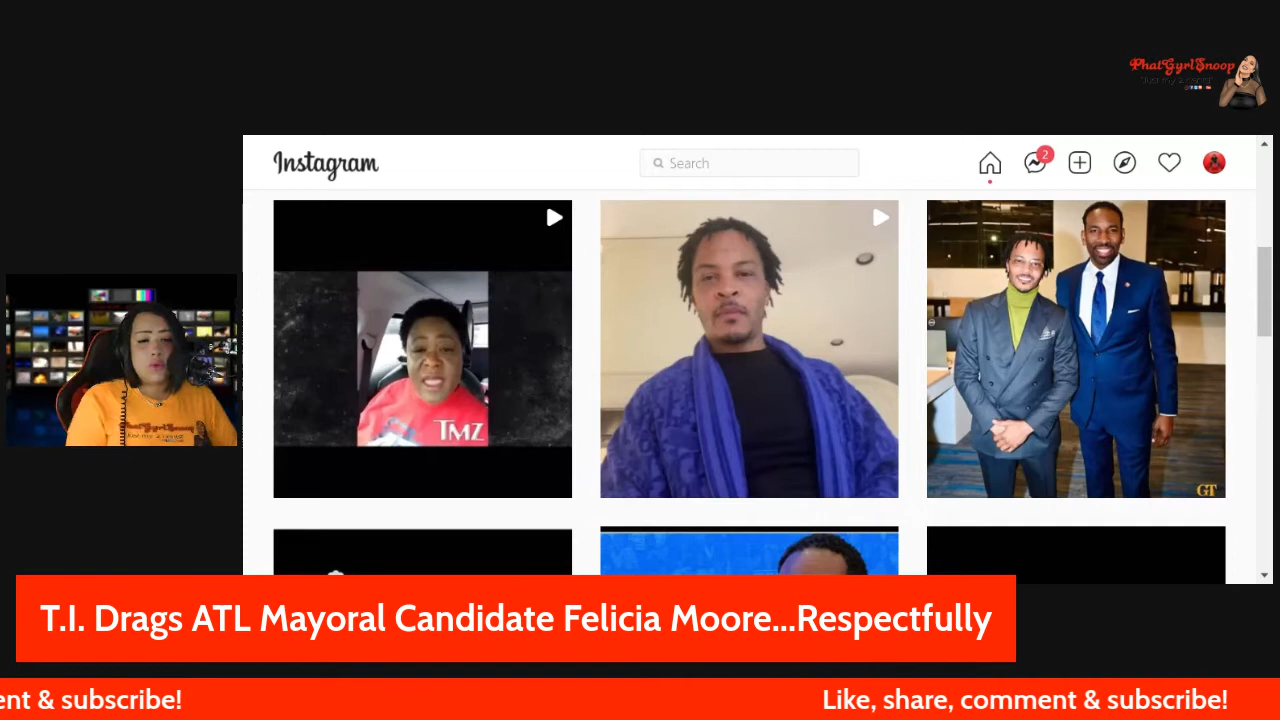 PhatGyrlSnoop
Instagram
Search
2
TMZ
GT
PhatGyrlSnoop
T.I. Drags ATL Mayoral Candidate Felicia Moore...Respectfully
ent & subscribe!
Like, share, comment & subscribe!